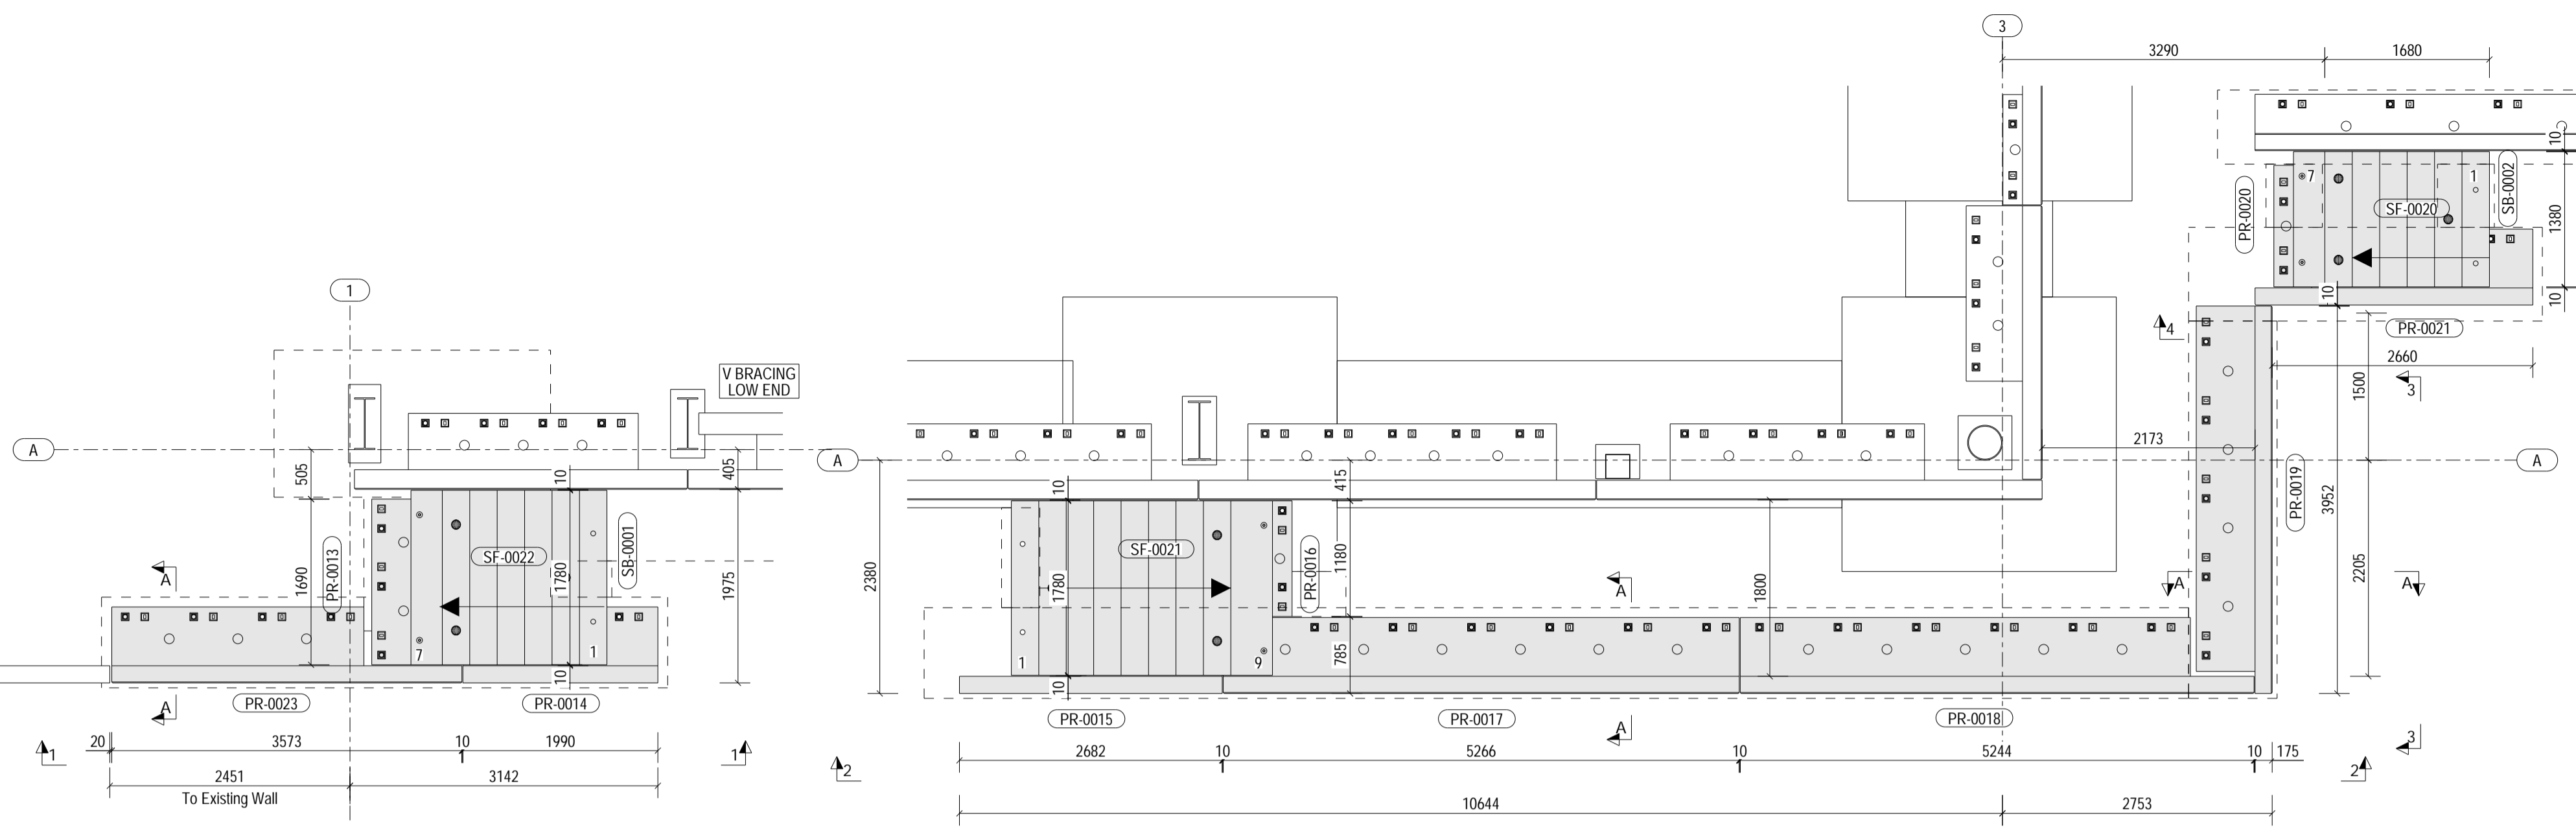 3
3290
1680
10
7
1
SF-0020
SB-0002
PR-0020
1380
10
10
PR-0021
4
2660
1500
3
1
V BRACING
LOW END
A
505
10
405
SF-0022
SB-0001
PR-0013
1690
1780
1975
A
7
1
10
PR-0023
PR-0014
A
20
3573
10
1990
1
1
1
2451
3142
To Existing Wall
A
A
2173
10
415
PR-0019
3952
SF-0021
PR-0016
1180
2380
1780
1800
2205
A
A
A
1
9
785
10
PR-0015
PR-0017
PR-0018
A
3
2682
10
5266
10
5244
10
175
1
1
1
2
2
10644
2753